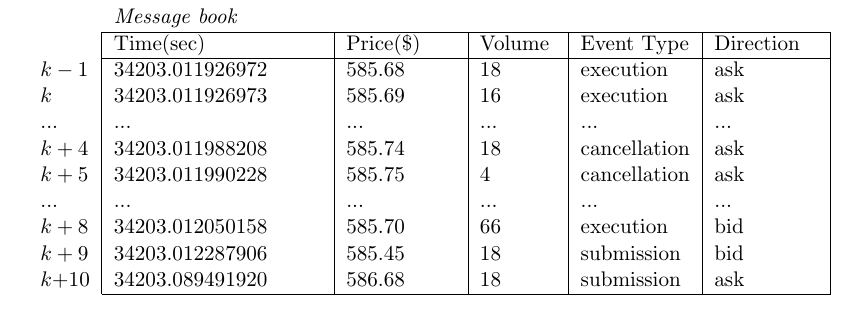 Message book
Time(sec) Price($) Volume Event Type Direction
k − 1 34203.011926972 585.68 18 execution ask
k 34203.011926973 585.69 16 execution ask
... ... ... ... ... ...
k + 4 34203.011988208 585.74 18 cancellation ask
k + 5 34203.011990228 585.75 4 cancellation ask
... ... ... ... ... ...
k + 8 34203.012050158 585.70 66 execution bid
k + 9 34203.012287906 585.45 18 submission bid
k+10 34203.089491920 586.68 18 submission ask